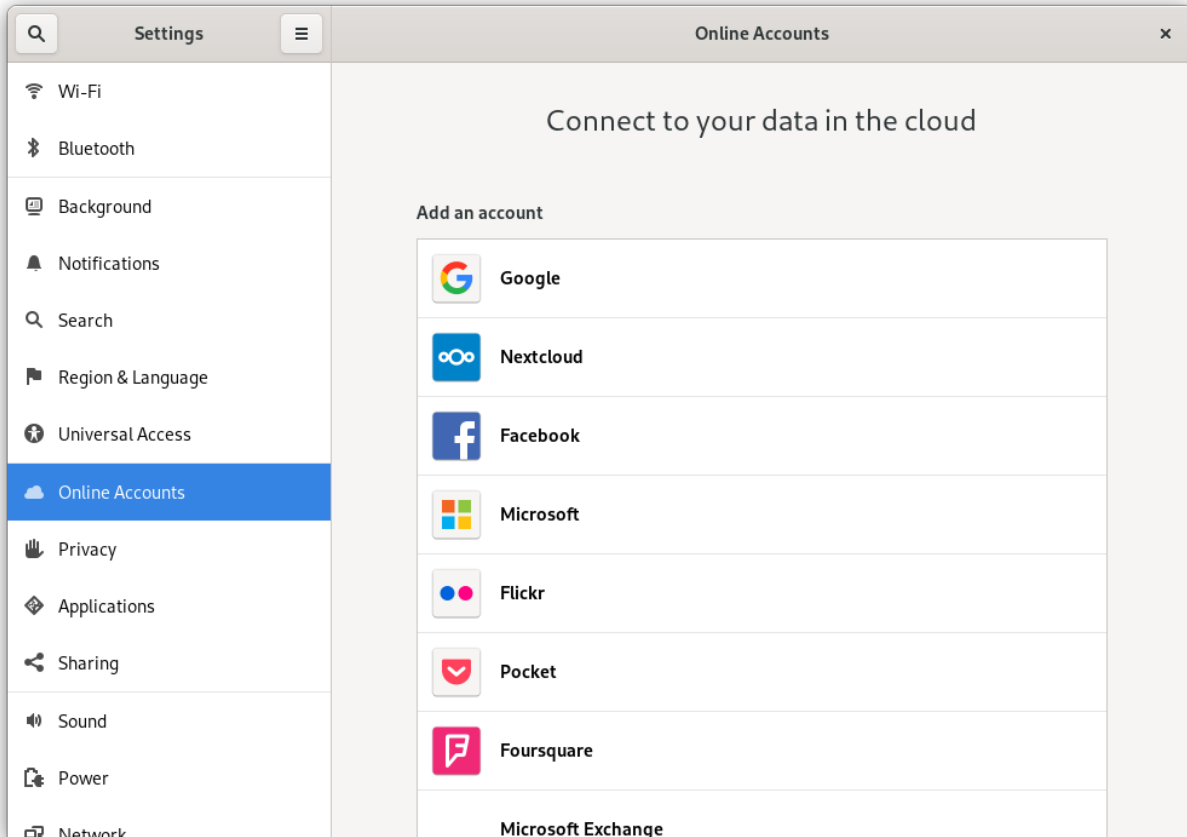 Settings
Online Accounts
Wi-Fi
Bluetooth
Background
Notifications
Search
Region & Language
Universal Access
Online Accounts
Privacy
Applications
Sharing
Sound
Power
Network
Connect to your data in the cloud
Add an account
Google
Nextcloud
Facebook
Microsoft
Flickr
Pocket
Foursquare
Microsoft Exchange